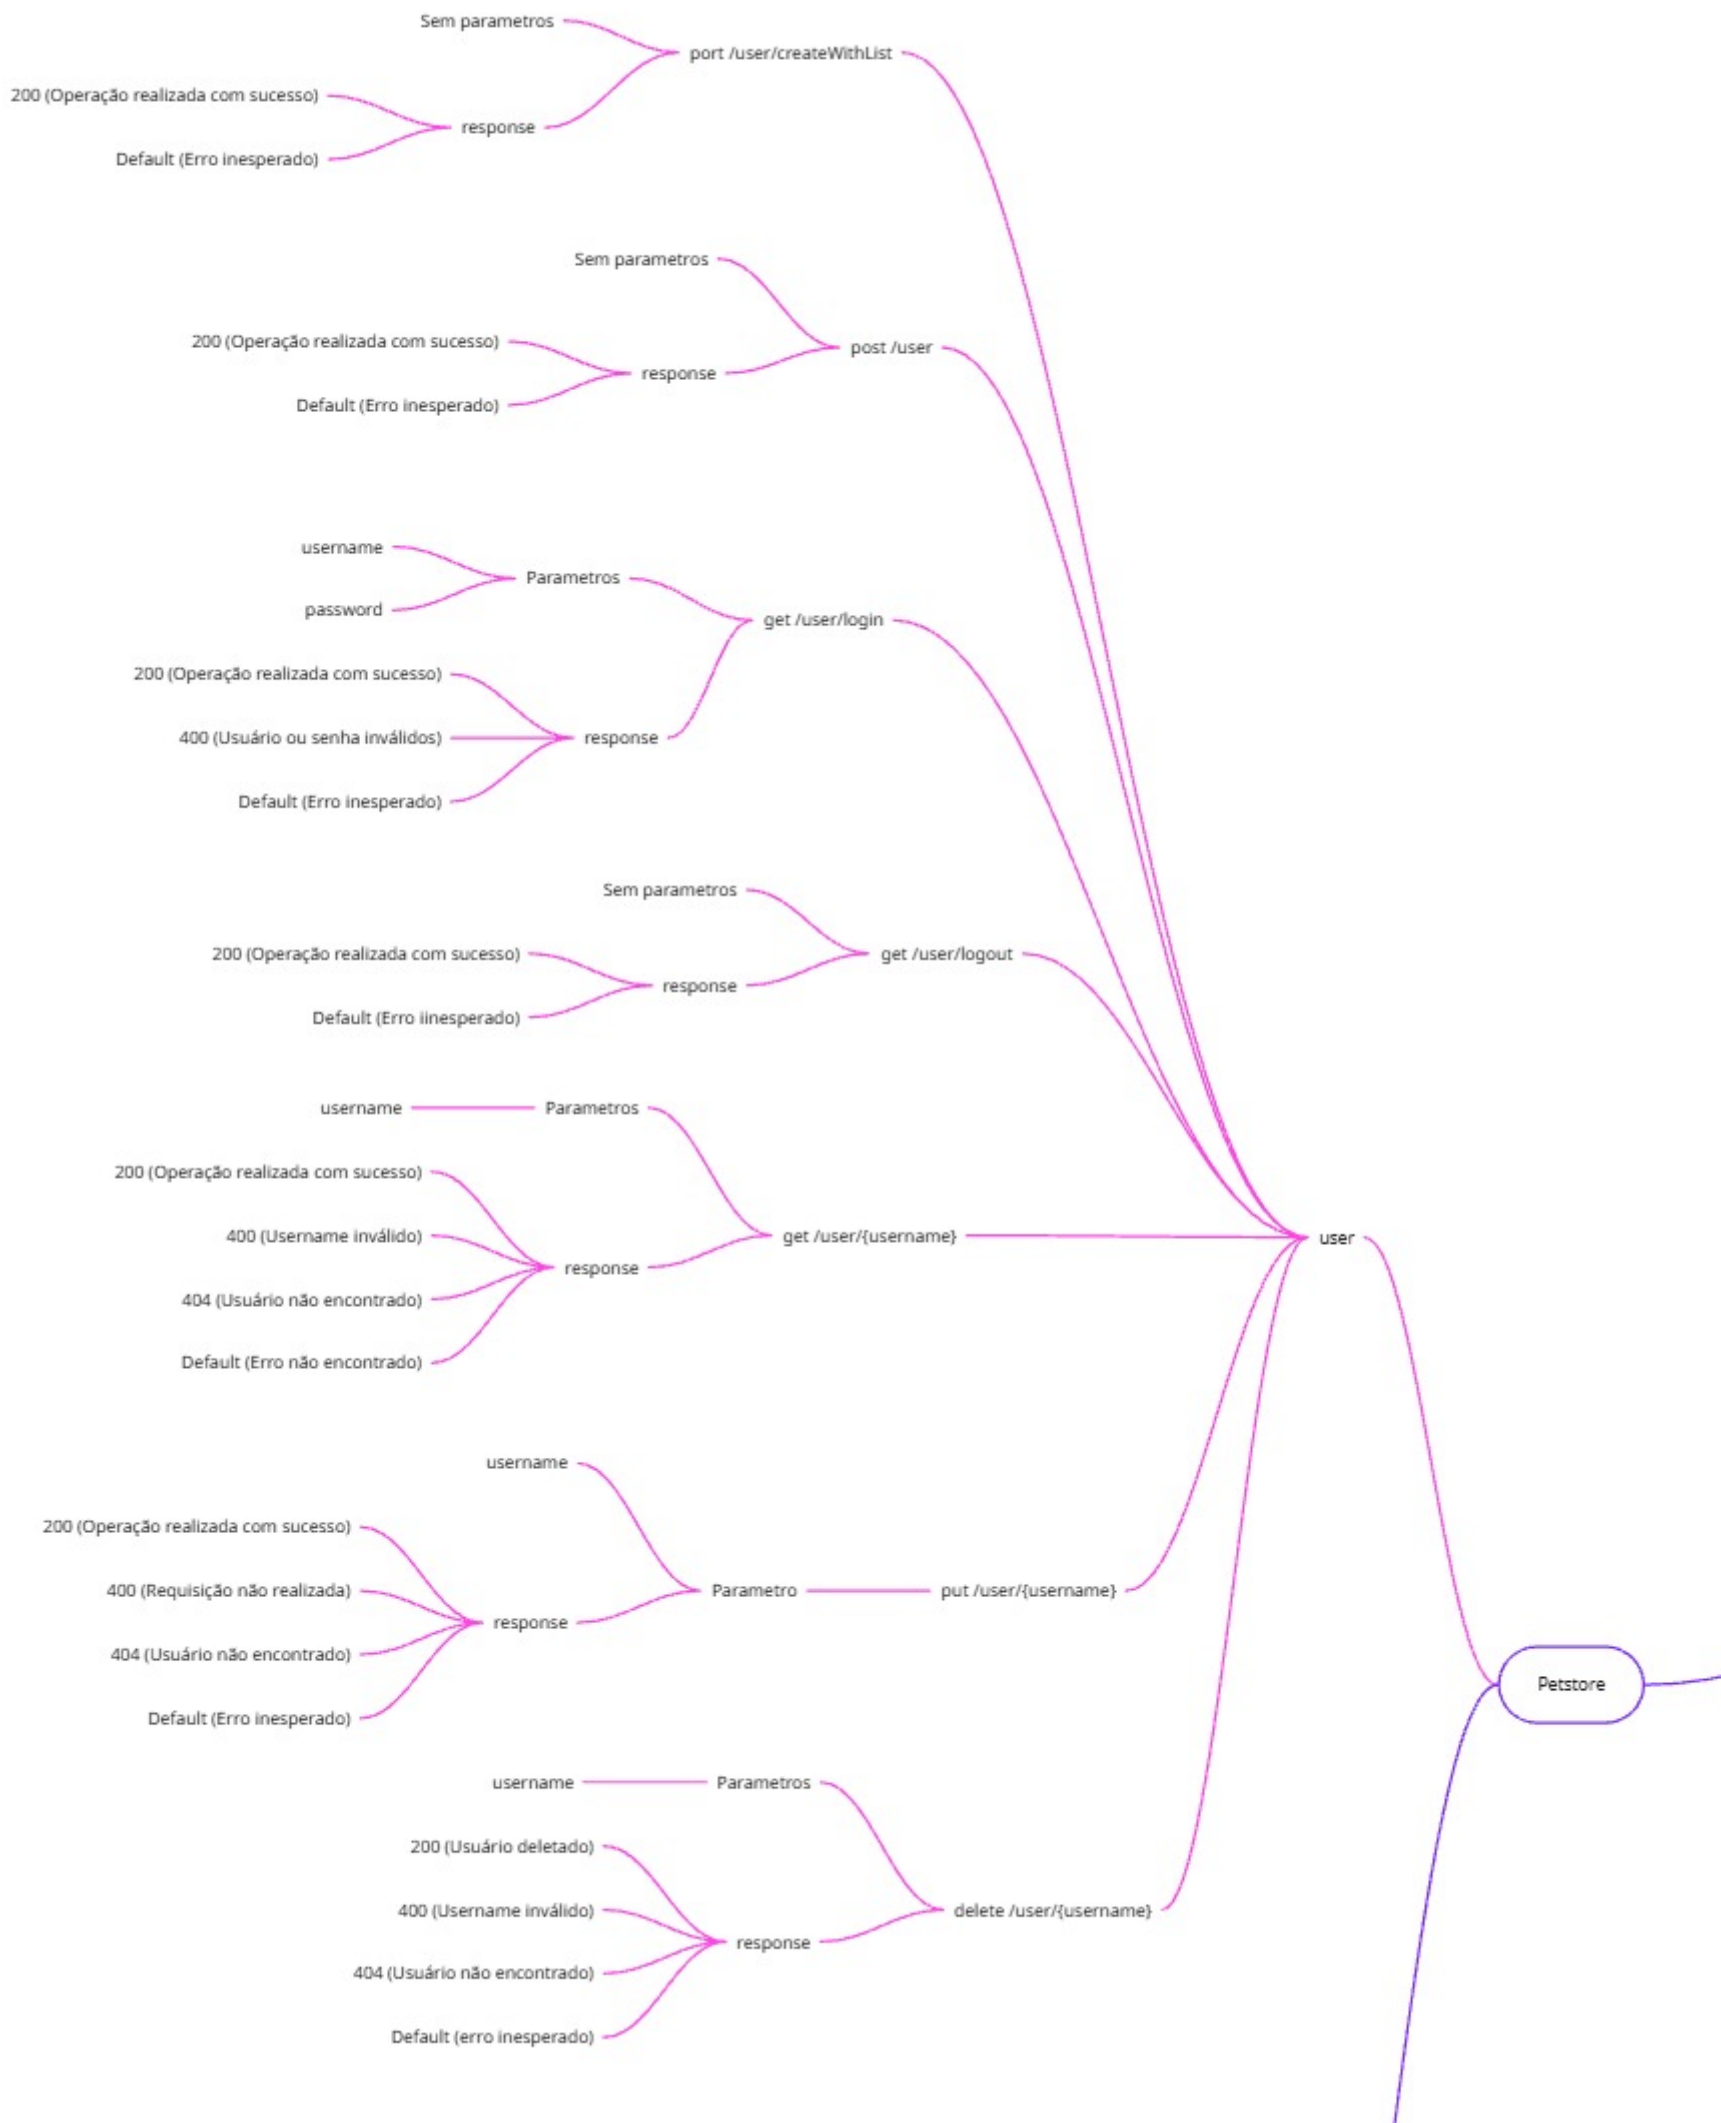 Sem parametros
port /user/createWithList
200 (Operação realizada com sucesso)
response
Default (Erro inesperado)
Sem parametros
200 (Operação realizada com sucesso)
post /user
response
Default (Erro inesperado)
username
Parametros
password
get /user/login
200 (Operação realizada com sucesso)
400 (Usuário ou senha inválidos)
response
Default (Erro inesperado)
Sem parametros
200 (Operação realizada com sucesso)
get /user/logout
response
Default (Erro iinesperado)
username
Parametros
200 (Operação realizada com sucesso)
400 (Username inválido)
get /user/{username}
user
response
404 (Usuário não encontrado)
Default (Erro não encontrado)
username
200 (Operação realizada com sucesso)
400 (Requisição não realizada)
Parametro
put /user/{username}
response
404 (Usuário não encontrado)
Petstore
Default (Erro inesperado)
username
Parametros
200 (Usuário deletado)
400 (Username inválido)
delete /user/{username}
response
404 (Usuário não encontrado)
Default (erro inesperado)